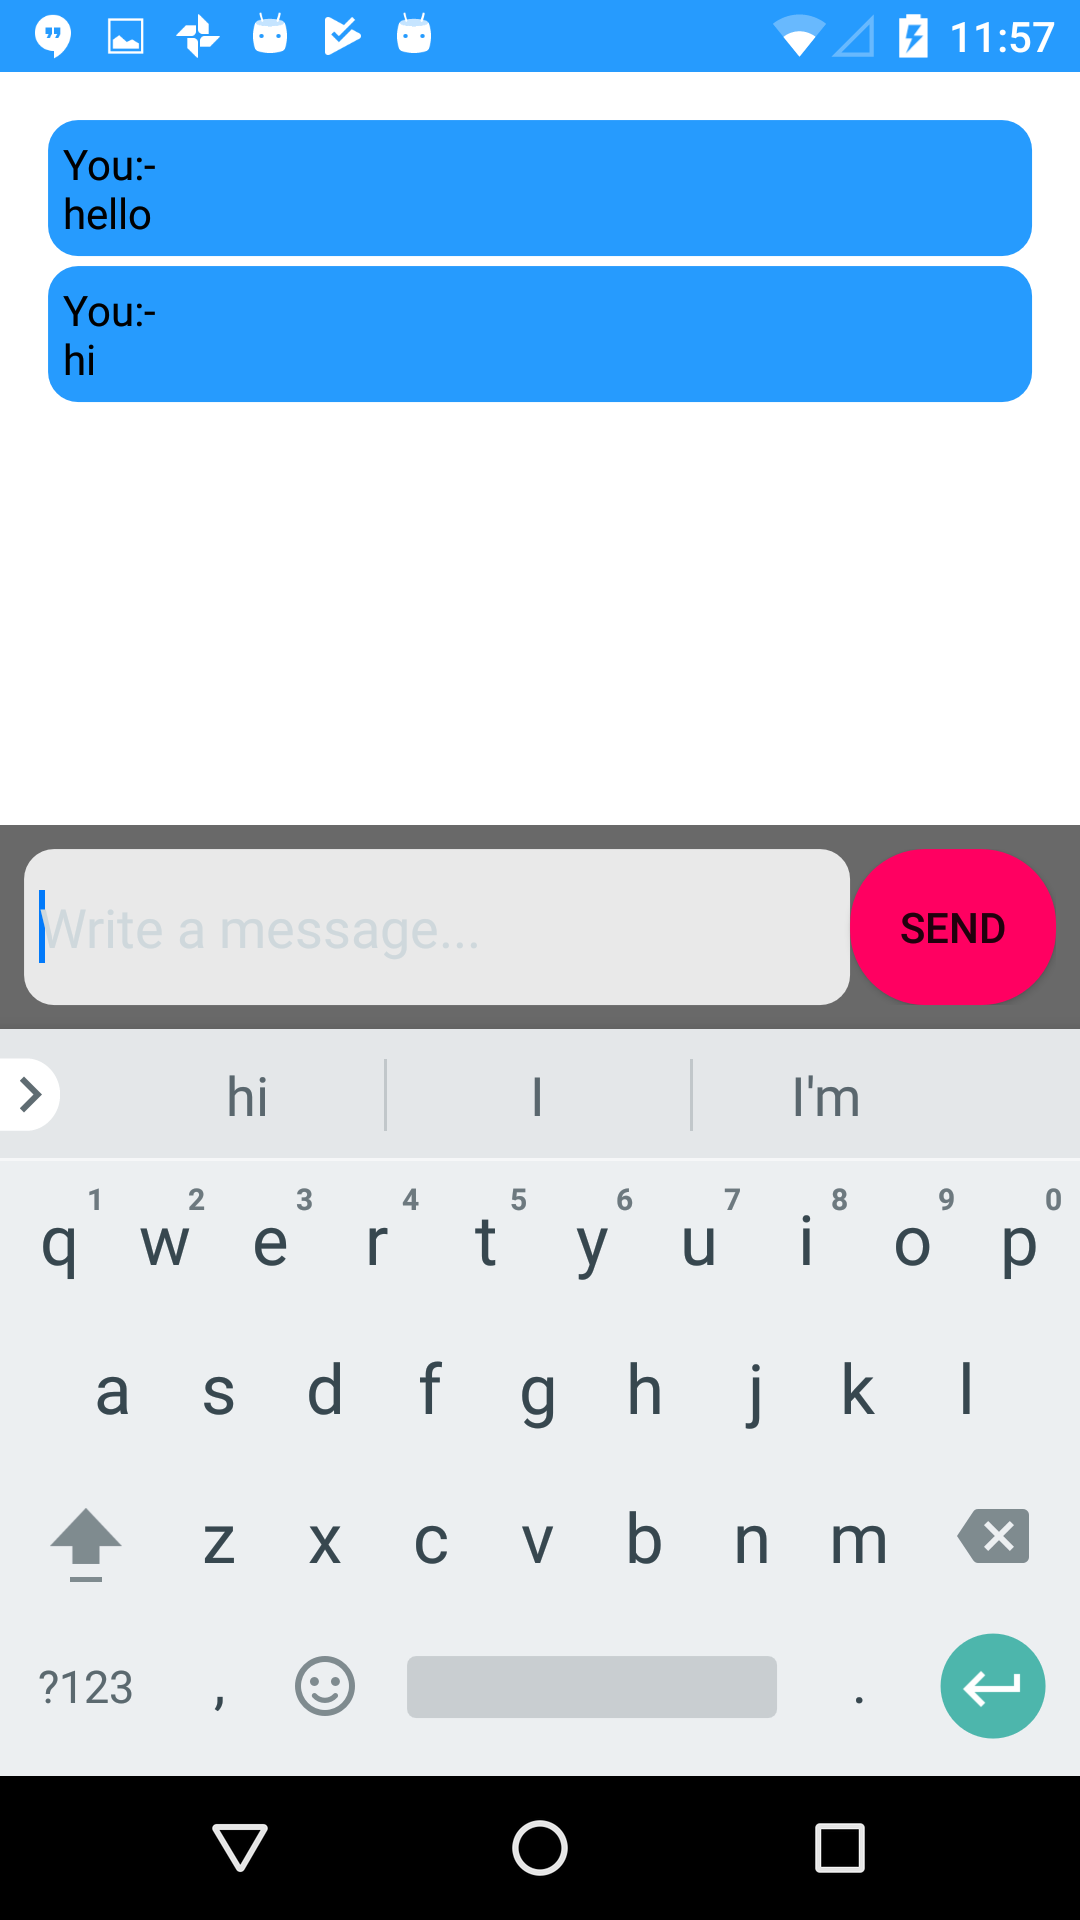 11:57
You:-
hello
You:-
hi
Write a message...
SEND
hi I I'm
1 2 3 4 5 6 7 8 9 0
q w e r t y u i o p
a s d f g h j k l
z x c v b n m
?123 , .